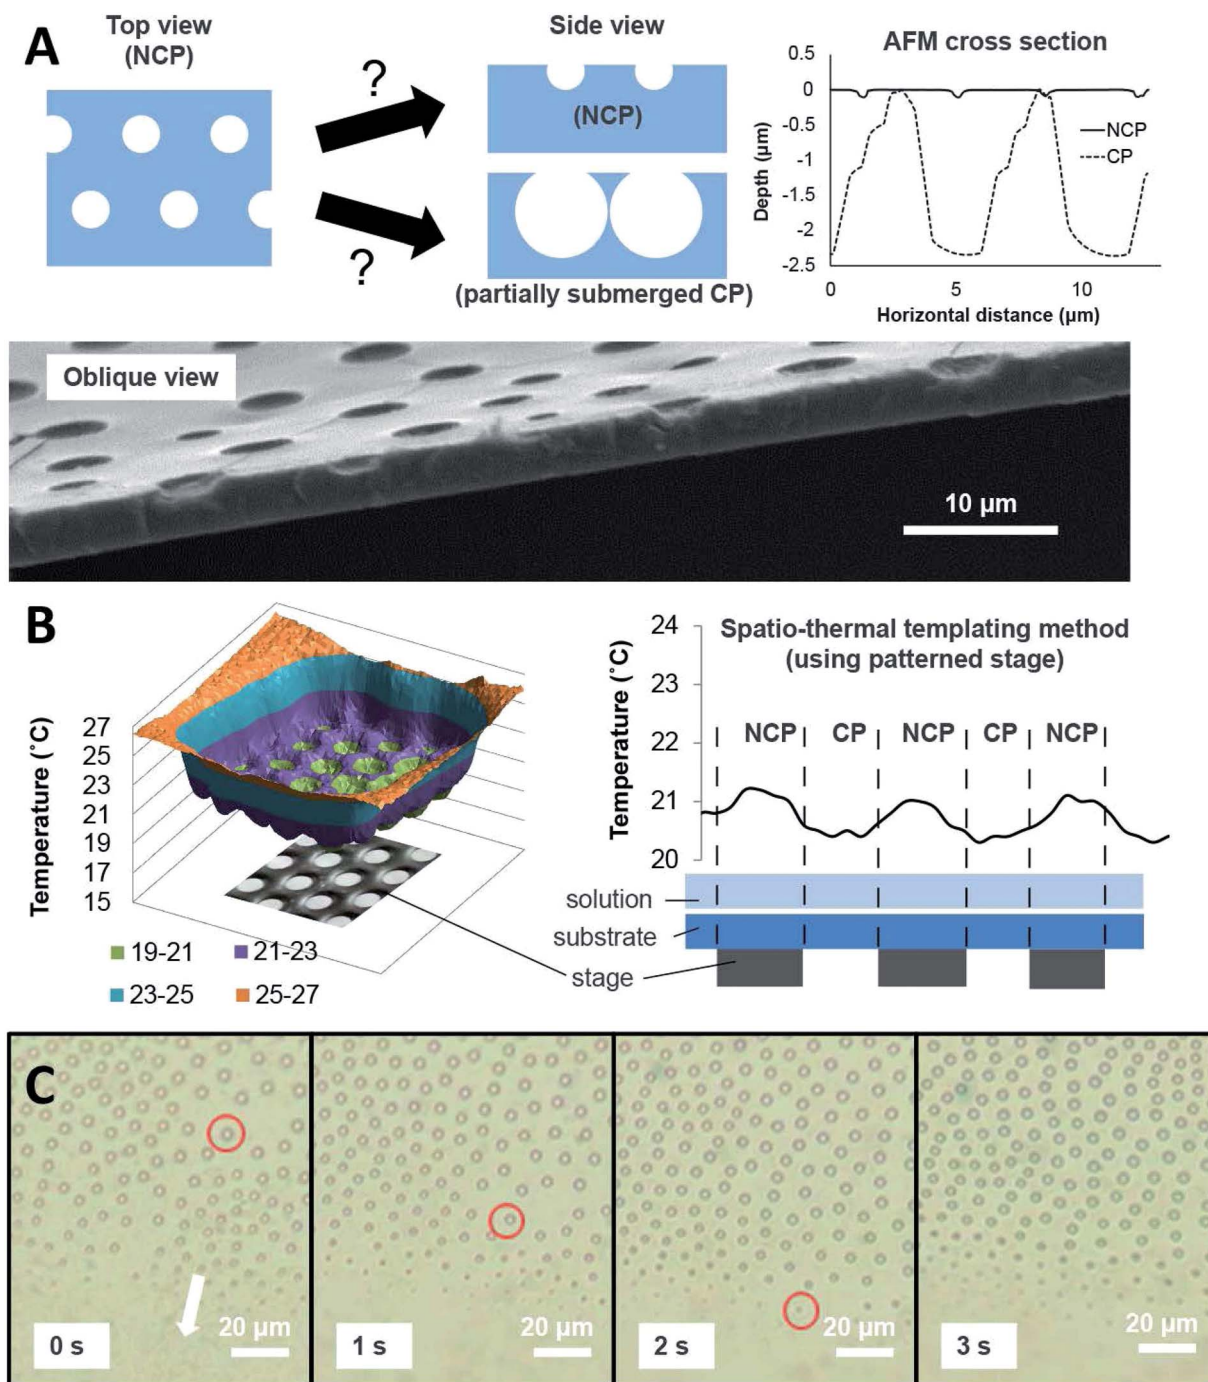 A
Top view
(NCP)
?
?
Side view
(NCP)
(partially submerged CP)
AFM cross section
0.5
0
-0.5
-1
-1.5
-2
-2.5
Depth (µm)
NCP
CP
0
5
10
Horizontal distance (µm)
Oblique view
10 µm
B
Temperature (˚C)
27
25
23
21
19
17
15
19-21
21-23
23-25
25-27
Spatio-thermal templating method
(using patterned stage)
Temperature (˚C)
24
23
22
21
20
NCP
CP
NCP
CP
NCP
solution
substrate
stage
C
0 s
20 µm
1 s
20 µm
2 s
20 µm
3 s
20 µm